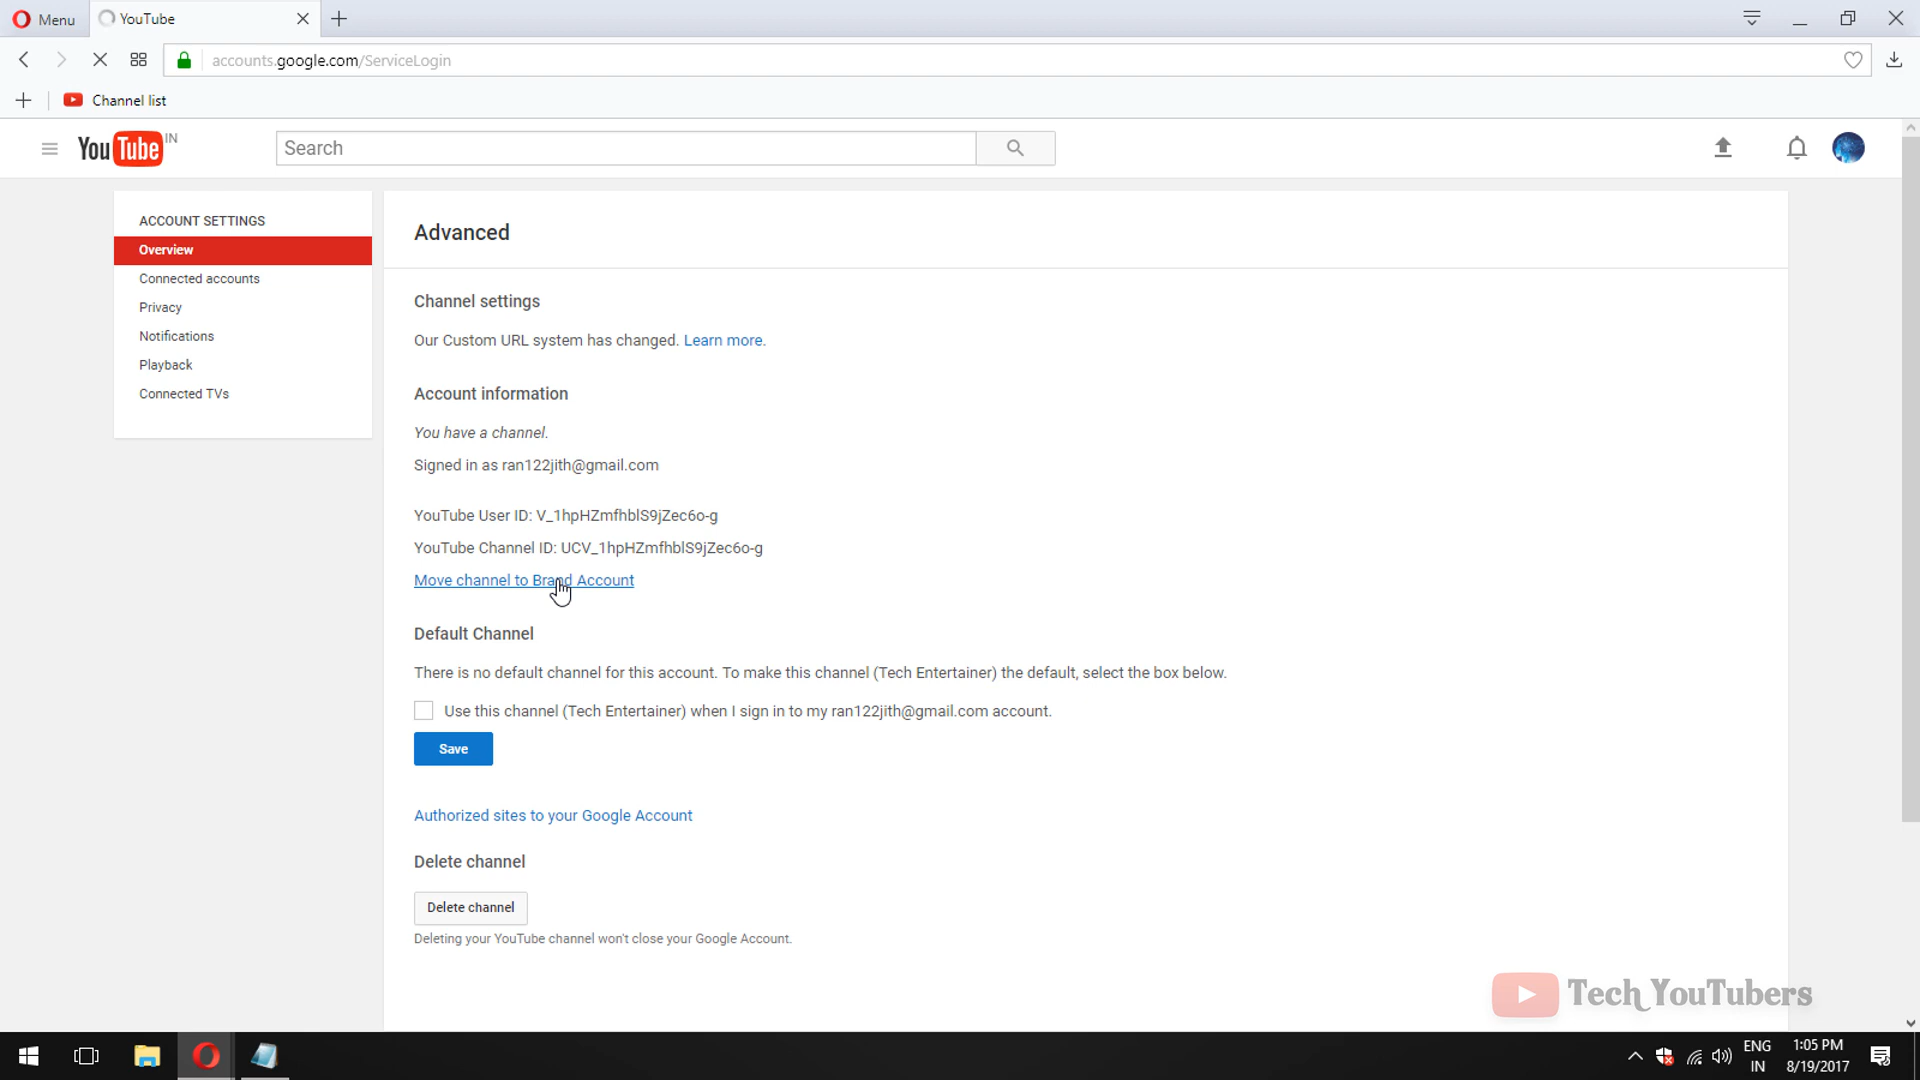 Menu
YouTube
accounts.google.com/ServiceLogin
Channel list
YouTube IN
Search
ACCOUNT SETTINGS
Overview
Connected accounts
Privacy
Notifications
Playback
Connected TVs
Advanced
Channel settings
Our Custom URL system has changed. Learn more.
Account information
You have a channel.
Signed in as ran122jith@gmail.com
YouTube User ID: V_1hpHZmfhblS9jZec6o-g
YouTube Channel ID: UCV_1hpHZmfhblS9jZec6o-g
Move channel to Brand Account
Default Channel
There is no default channel for this account. To make this channel (Tech Entertainer) the default, select the box below.
Use this channel (Tech Entertainer) when I sign in to my ran122jith@gmail.com account.
Save
Authorized sites to your Google Account
Delete channel
Delete channel
Deleting your YouTube channel won't close your Google Account.
Tech YouTubers
ENG
IN
1:05 PM
8/19/2017